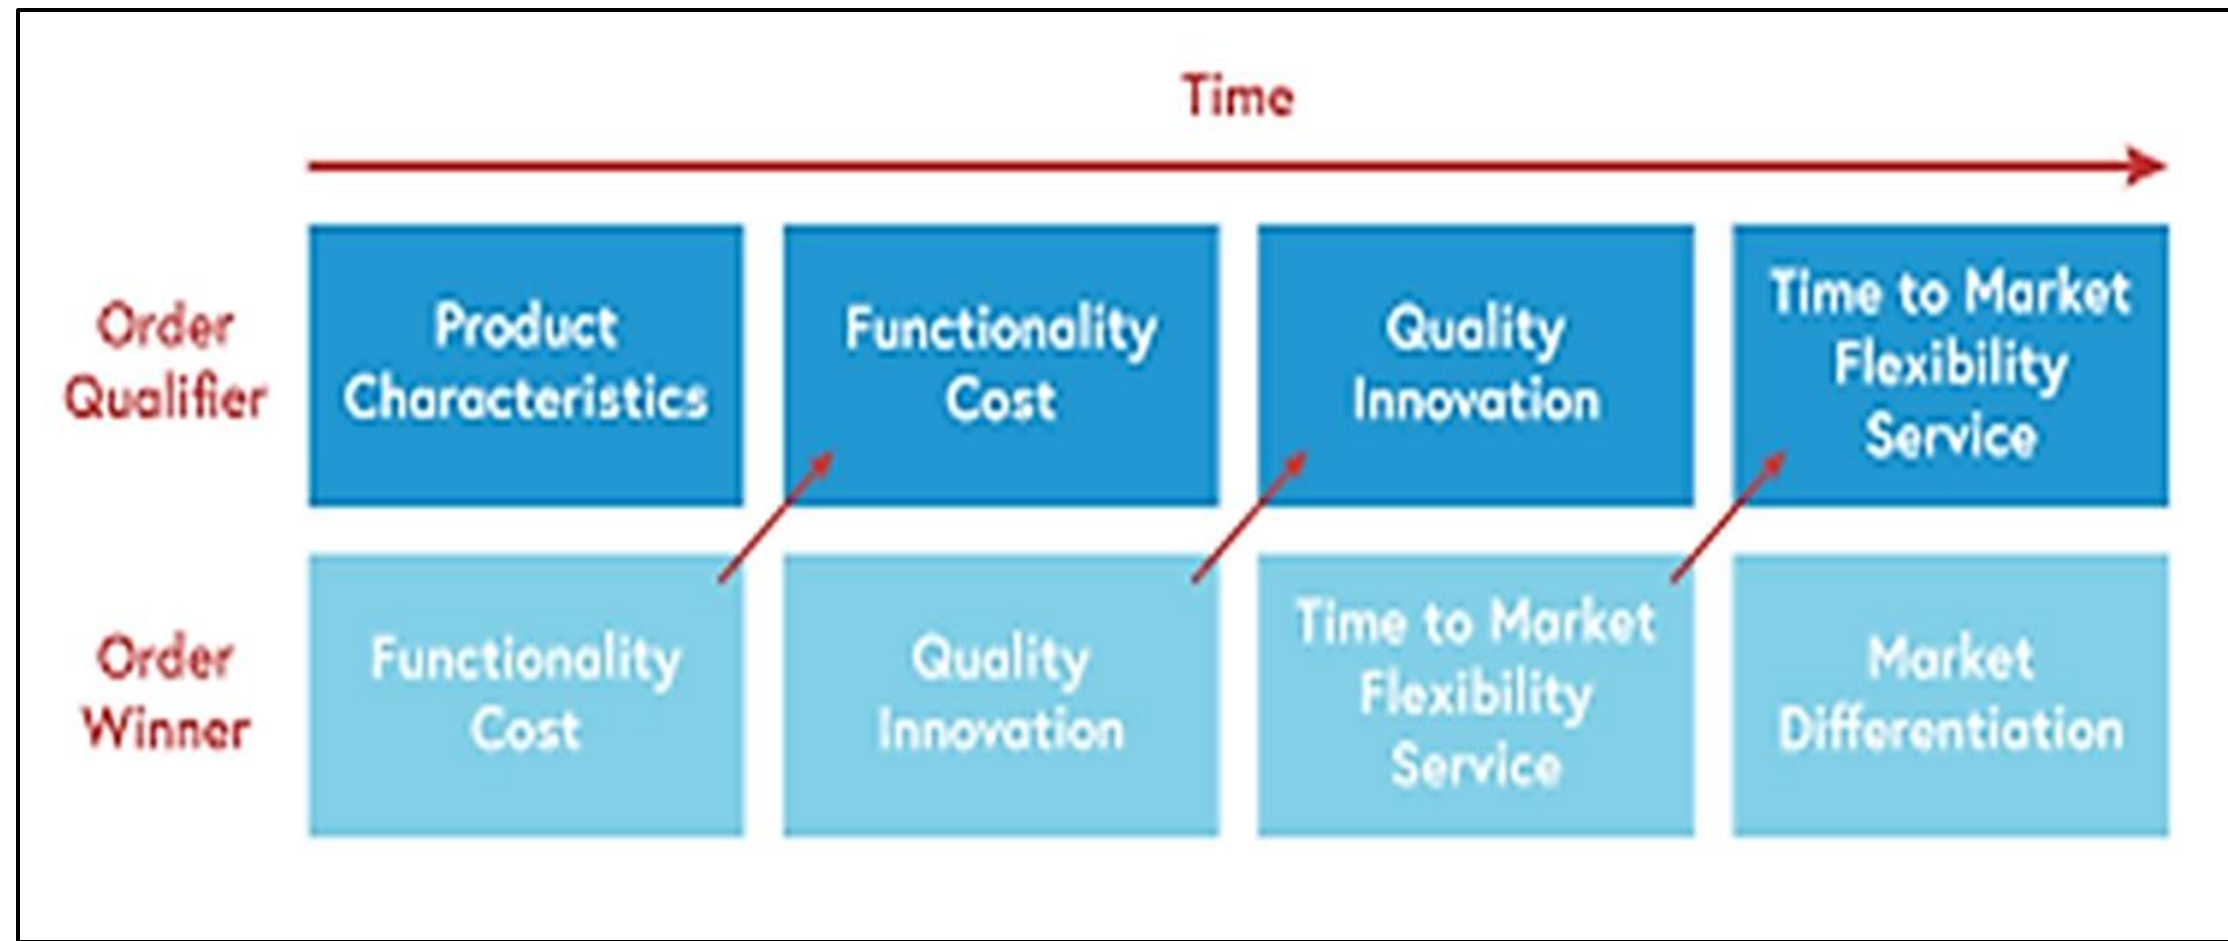 Time
Order
Qualifier
Product
Characteristics
Functionality
Cost
Quality
Innovation
Time to Market
Flexibility
Service
Order
Winner
Functionality
Cost
Quality
Innovation
Time to Market
Flexibility
Service
Market
Differentiation